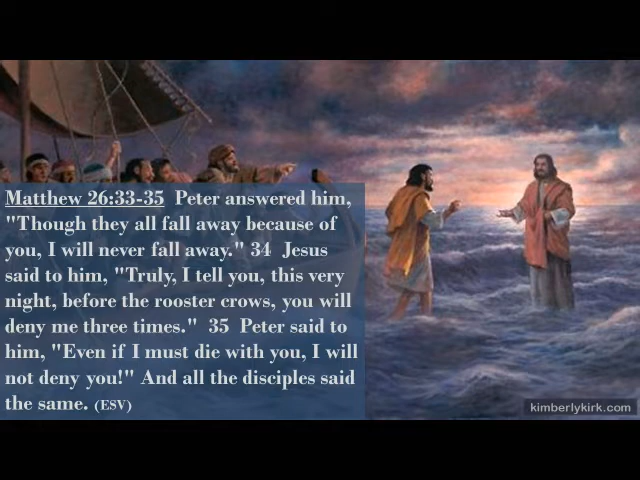 Matthew 26:33-35  Peter answered him,
"Though they all fall away because of
you, I will never fall away." 34  Jesus
said to him, "Truly, I tell you, this very
night, before the rooster crows, you will
deny me three times."  35  Peter said to
him, "Even if I must die with you, I will
not deny you!" And all the disciples said
the same. (ESV)
kimberlykirk.com